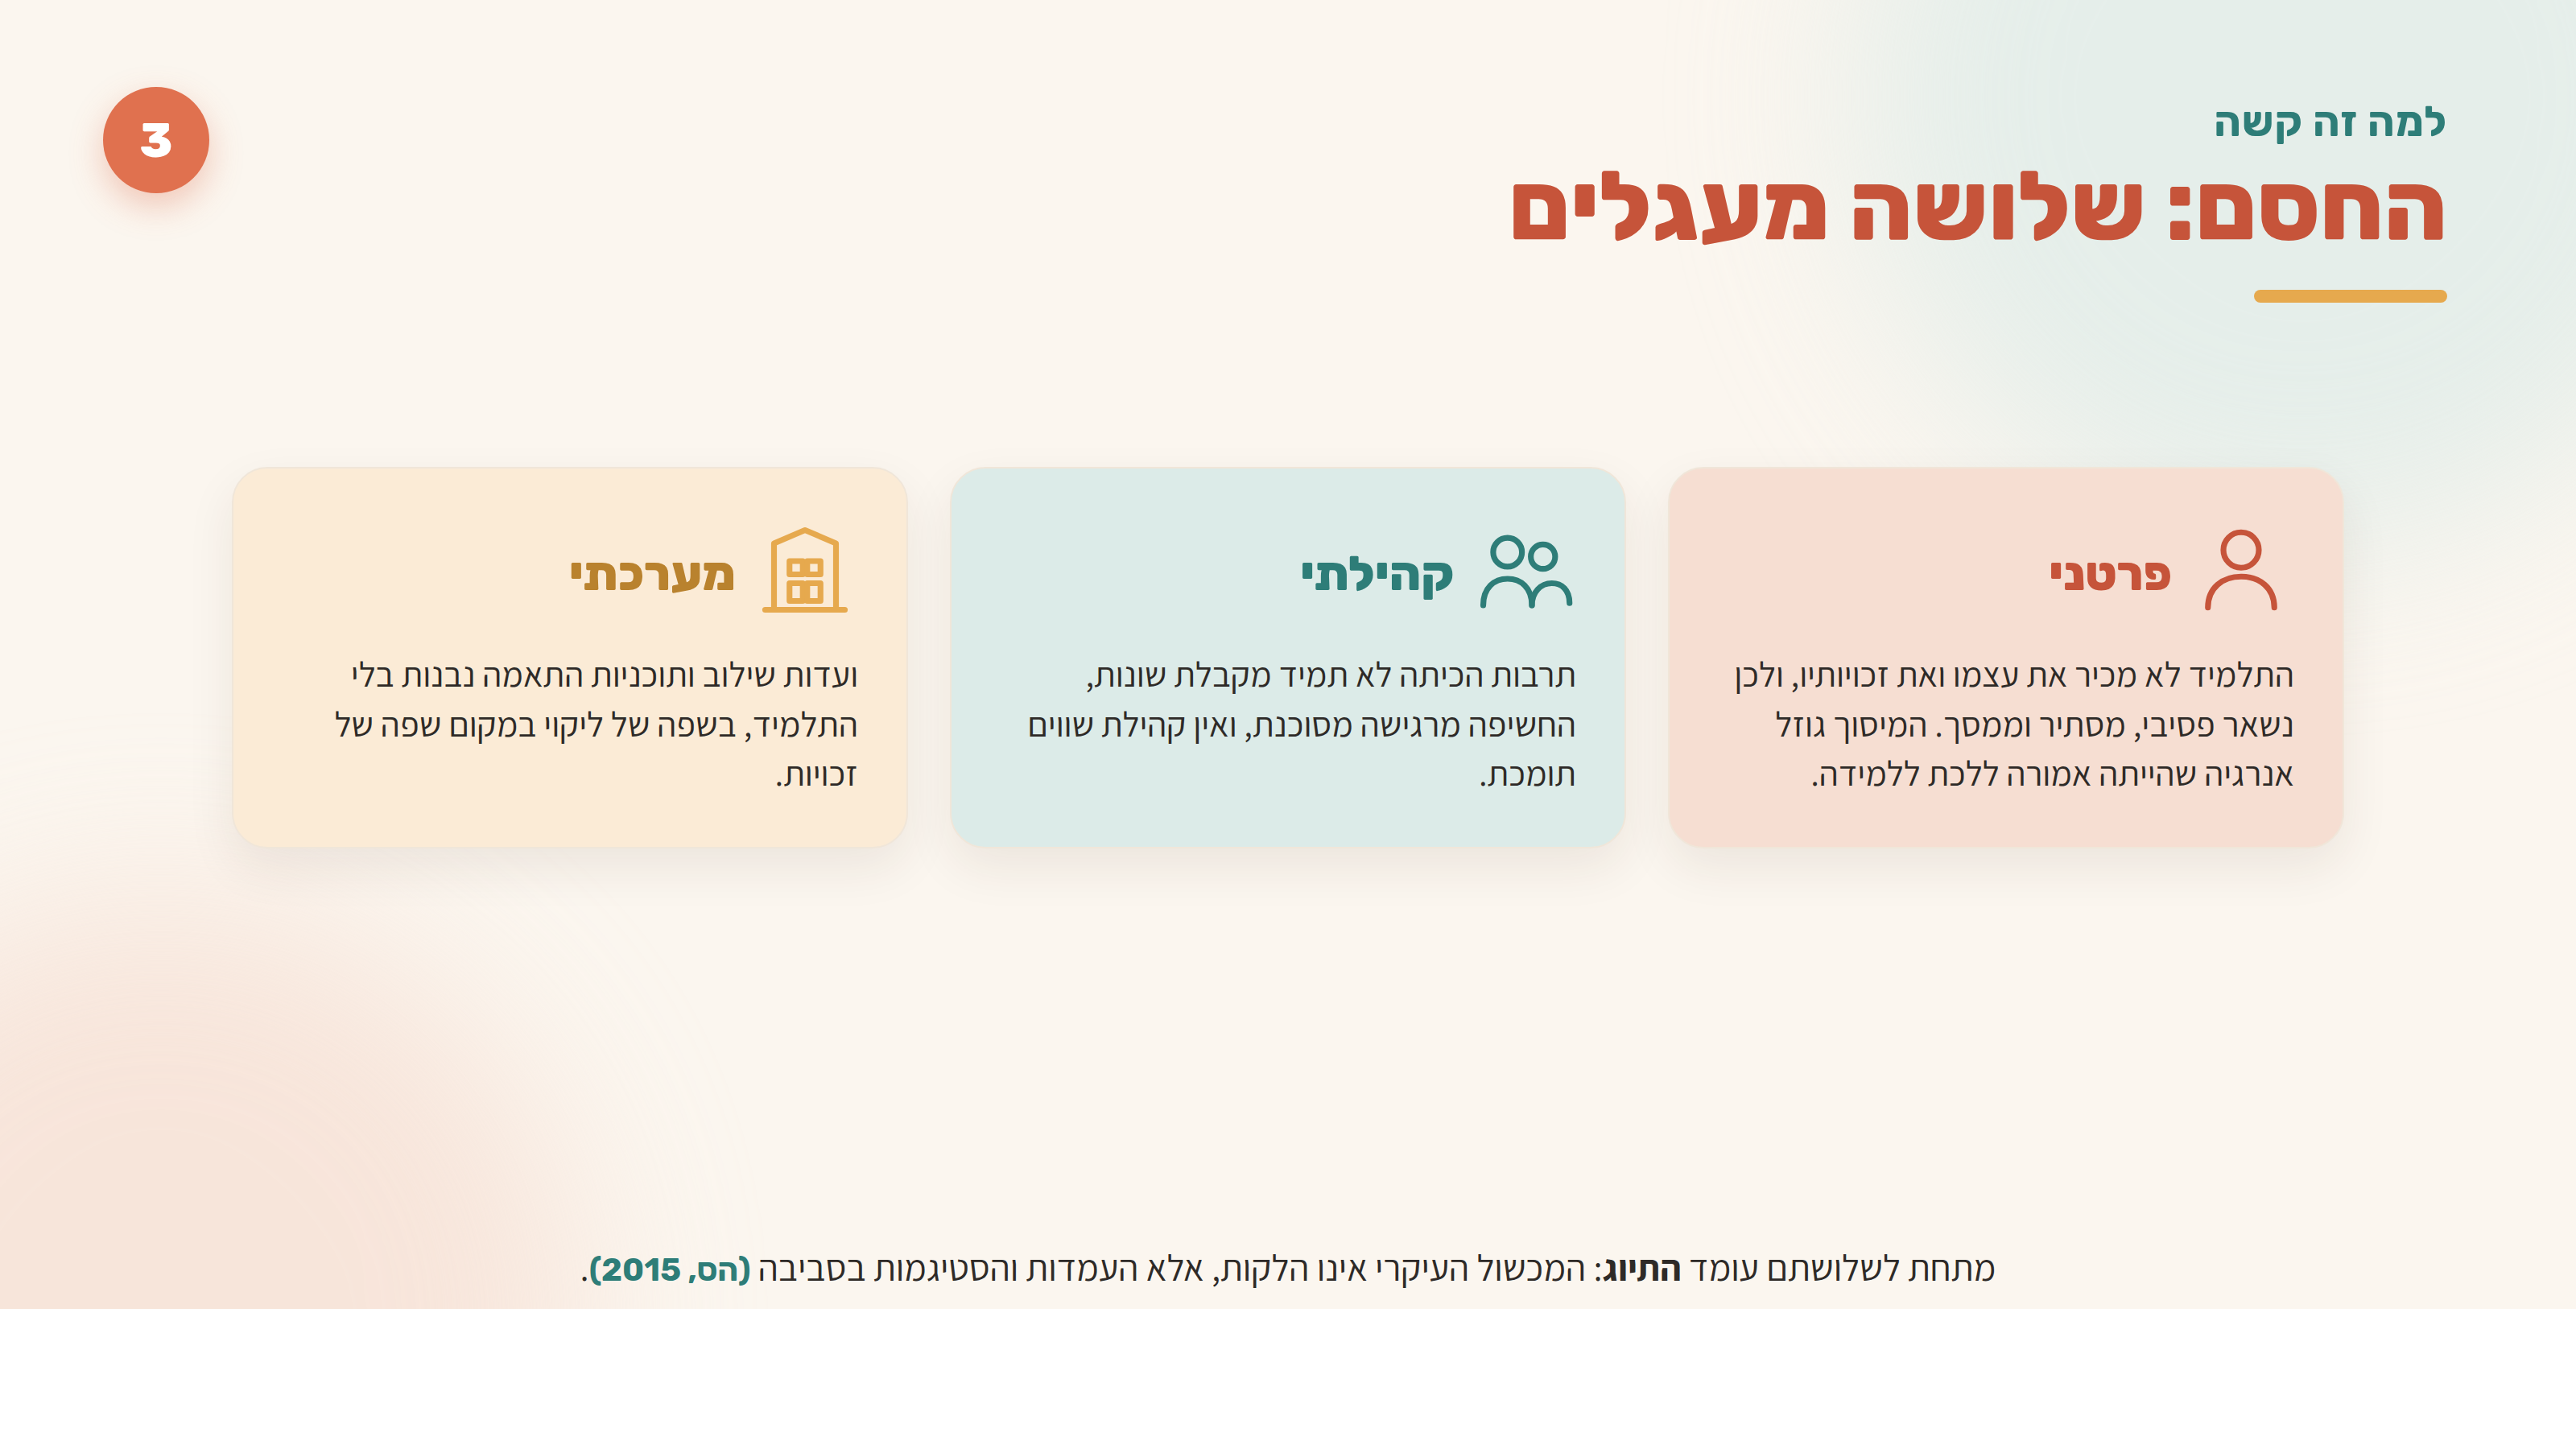 3
למה זה קשה
החסם: שלושה מעגלים
פרטני
התלמיד לא מכיר את עצמו ואת זכויותיו, ולכן
נשאר פסיבי, מסתיר וממסך. המיסוך גוזל
אנרגיה שהייתה אמורה ללכת ללמידה.
קהילתי
תרבות הכיתה לא תמיד מקבלת שונות,
החשיפה מרגישה מסוכנת, ואין קהילת שווים
תומכת.
מערכתי
ועדות שילוב ותוכניות התאמה נבנות בלי
התלמיד, בשפה של ליקוי במקום שפה של
זכויות.
מתחת לשלושתם עומד התיוג: המכשול העיקרי אינו הלקות, אלא העמדות והסטיגמות בסביבה (הס, 2015).